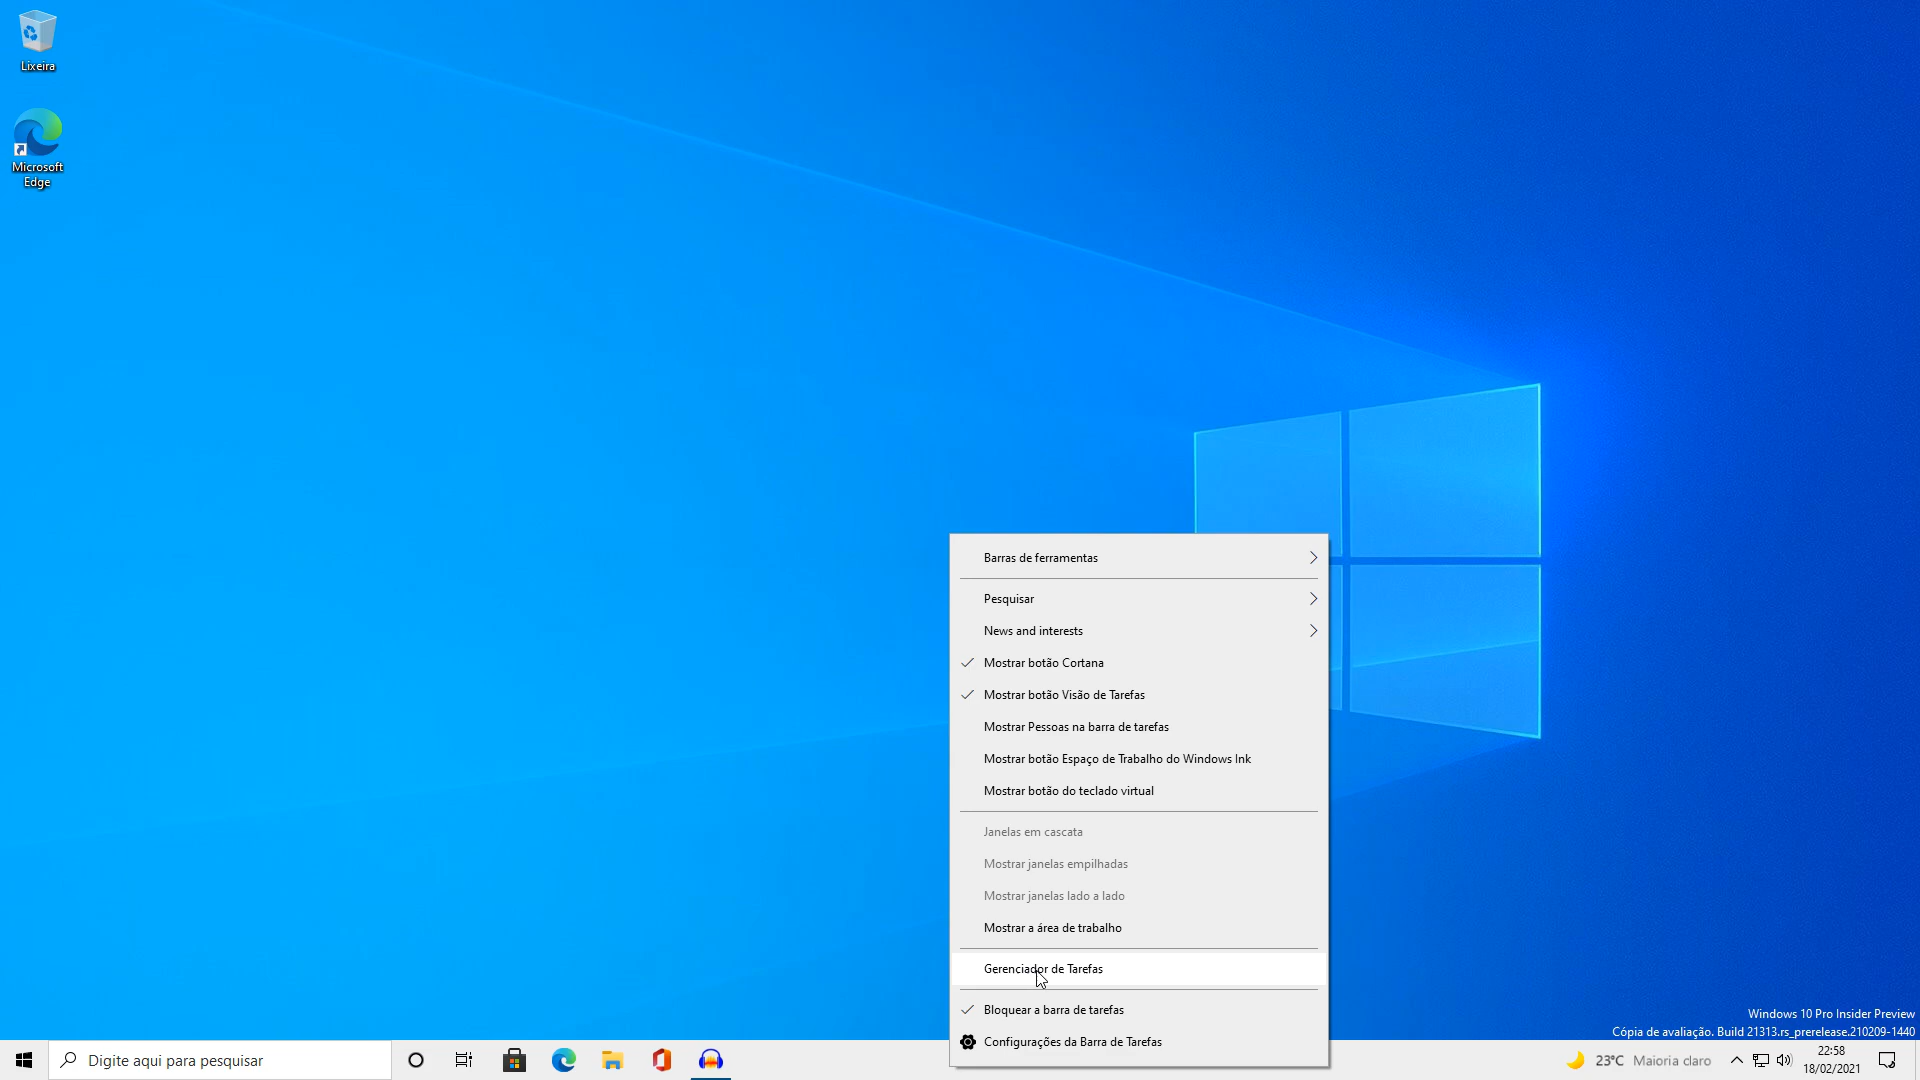 Lixeira
Microsoft
Edge
Barras de ferramentas
Pesquisar
News and interests
Mostrar botão Cortana
Mostrar botão Visão de Tarefas
Mostrar Pessoas na barra de tarefas
Mostrar botão Espaço de Trabalho do Windows Ink
Mostrar botão do teclado virtual
Janelas em cascata
Mostrar janelas empilhadas
Mostrar janelas lado a lado
Mostrar a área de trabalho
Gerenciador de Tarefas
Bloquear a barra de tarefas
Configurações da Barra de Tarefas
Windows 10 Pro Insider Preview
Cópia de avaliação. Build 21313.rs_prerelease.210209-1440
Digite aqui para pesquisar
23°C Maioria claro
22:58
18/02/2021